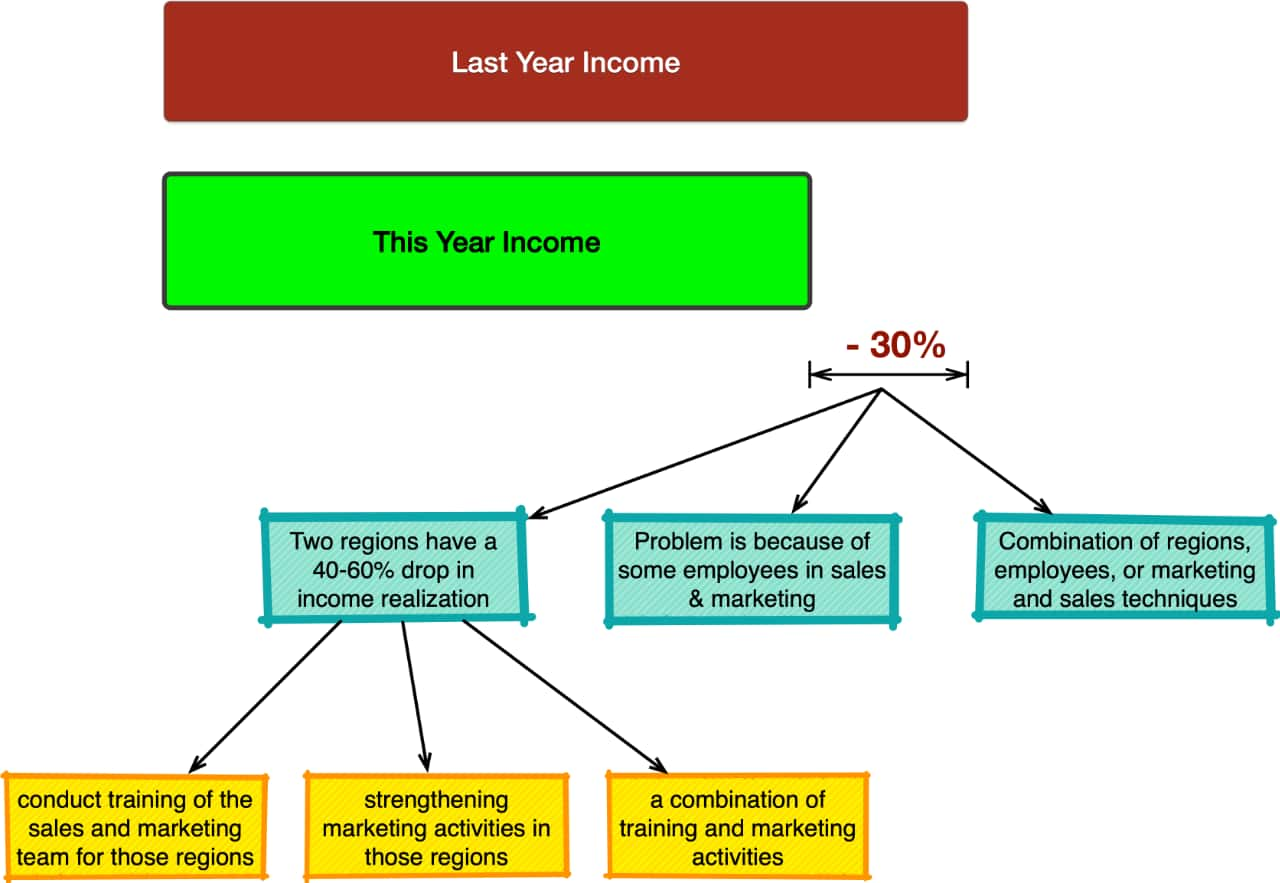 Last Year Income
This Year Income
- 30%
Two regions have a
40-60% drop in
income realization
Problem is because of
some employees in sales
& marketing
Combination of regions,
employees, or marketing
and sales techniques
conduct training of the
sales and marketing
team for those regions
strengthening
marketing activities in
those regions
a combination of
training and marketing
activities